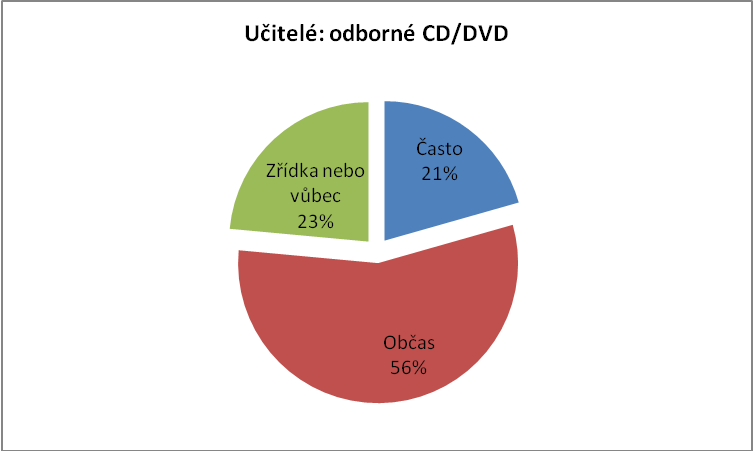 Učitelé: odborné CD/DVD
Často
21%
Zřídka nebo
vůbec
23%
Občas
56%